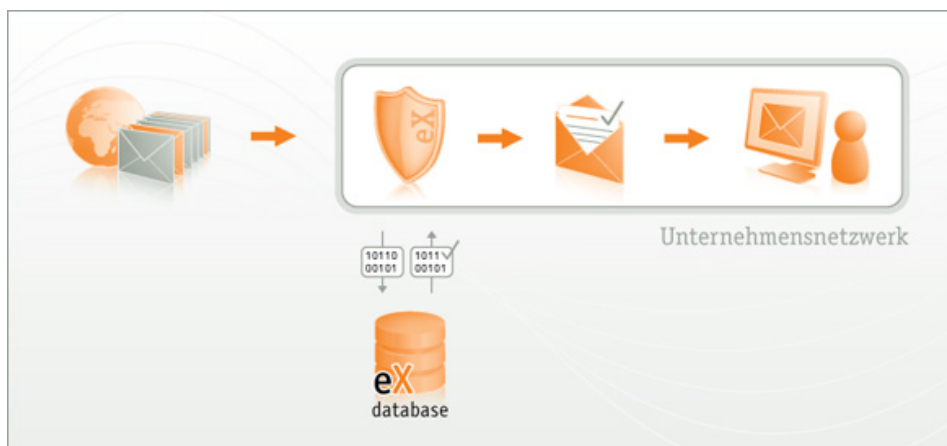 eX
Unternehmensnetzwerk
10110
00101
1011
00101
eX
database